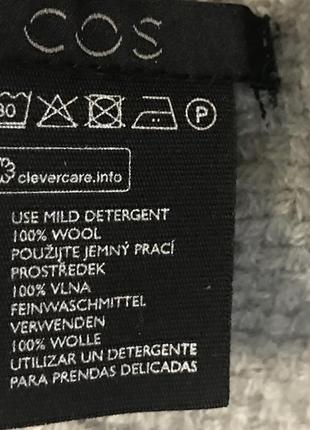 COS
30
P
clevercare.info
USE MILD DETERGENT
100% WOOL
POUŽIJTE JEMNÝ PRACÍ
PROSTŘEDEK
100% VLNA
FEINWASCHMITTEL
VERWENDEN
100% WOLLE
UTILIZAR UN DETERGENTE
PARA PRENDAS DELICADAS